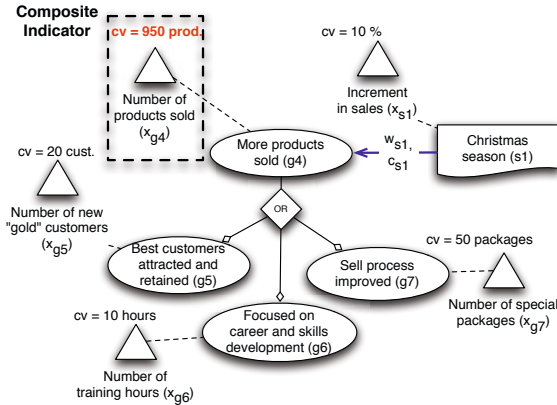 Composite
Indicator
cv = 950 prod.
Number of
products sold
(xg4)
cv = 10 %
Increment
in sales (xs1)
More products
sold (g4)
ws1,
cs1
Christmas
season (s1)
cv = 20 cust.
Number of new
"gold" customers
(xg5)
OR
Best customers
attracted and
retained (g5)
Sell process
improved (g7)
cv = 50 packages
Number of special
packages (xg7)
cv = 10 hours
Number of
training hours (xg6)
Focused on
career and skills
development (g6)